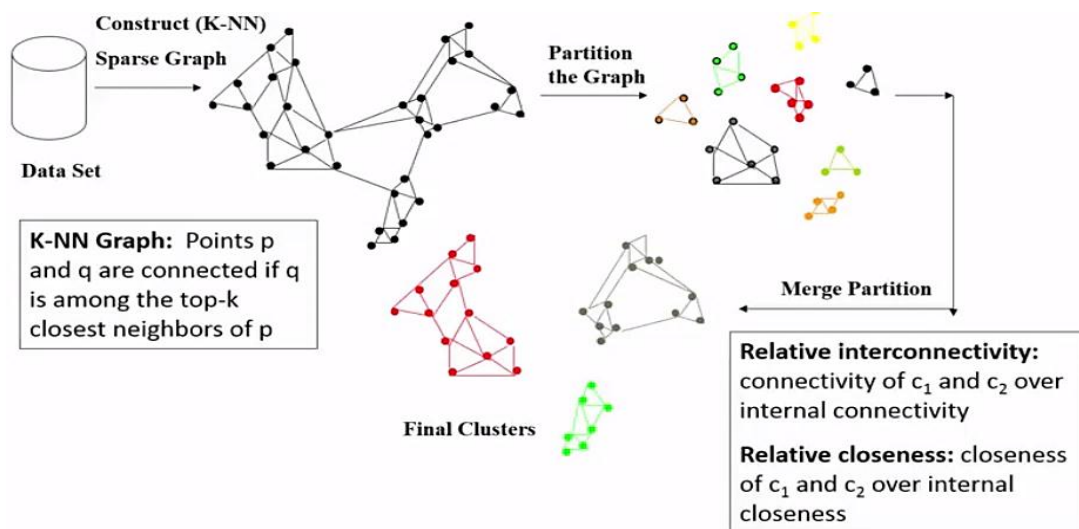 Construct (K-NN)
Sparse Graph
Data Set
Partition
the Graph
K-NN Graph: Points p
and q are connected if q
is among the top-k
closest neighbors of p
Merge Partition
Final Clusters
Relative interconnectivity:
connectivity of c₁ and c₂ over
internal connectivity
Relative closeness: closeness
of c₁ and c₂ over internal
closeness